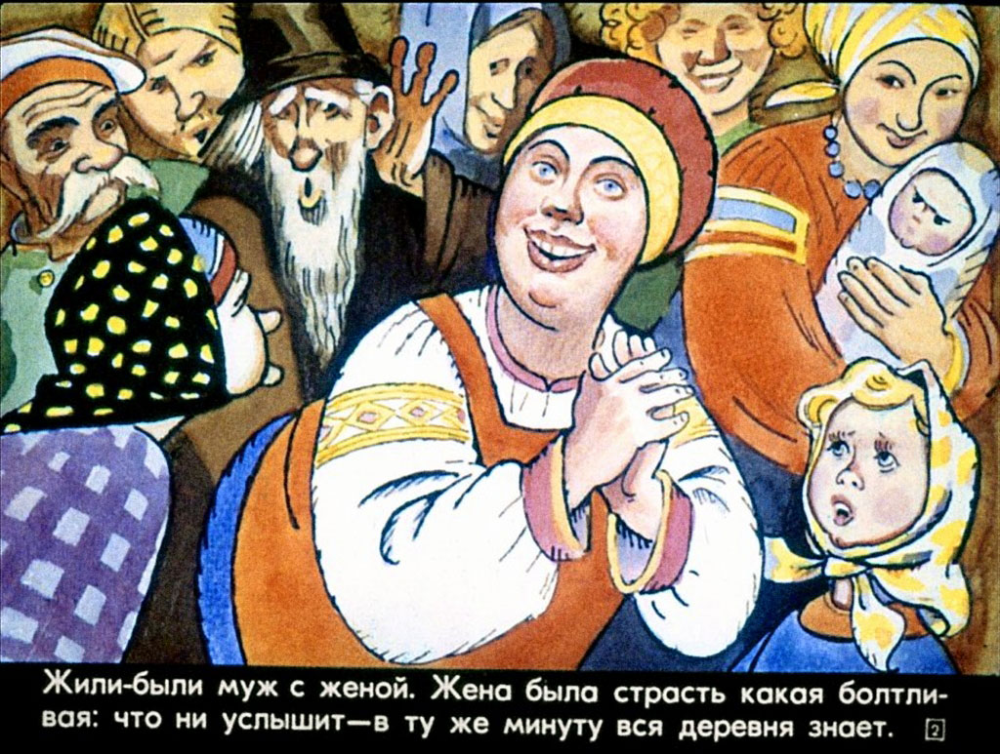 Жили-были муж с женой. Жена была страсть какая болтли-
вая: что ни услышит—в ту же минуту вся деревня знает. 2